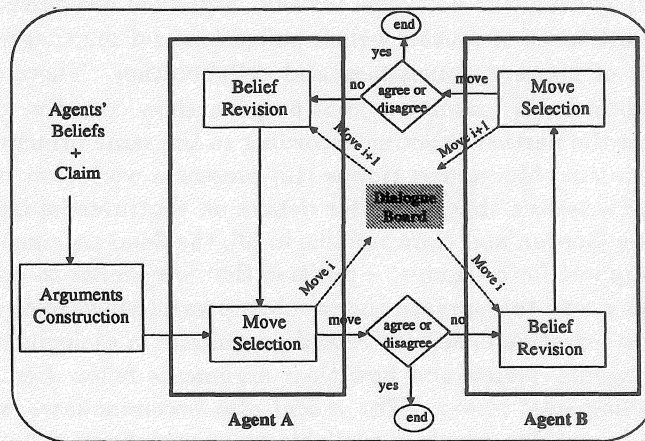 end
yes
Belief
Revision
no
agree or
disagree
move
Move
Selection
Agents'
Beliefs
+
Claim
Move i+1
Move i+1
Dialogue
Board
Move i
Move i
Arguments
Construction
Move
Selection
move
agree or
disagree
no
Belief
Revision
yes
end
Agent A
Agent B